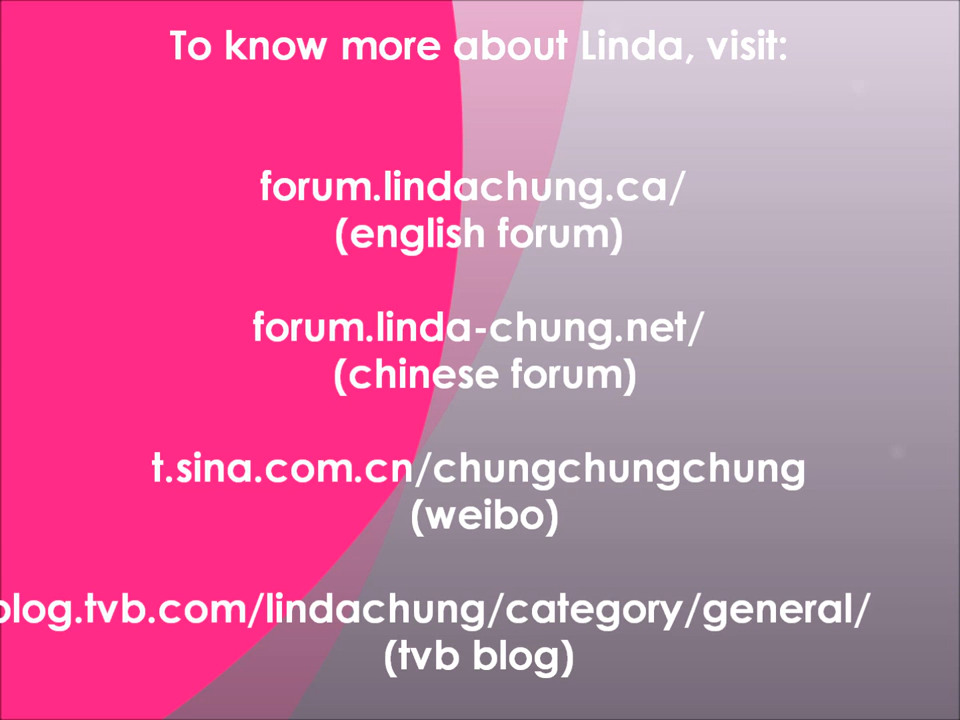 To know more about Linda, visit:
forum.lindachung.ca/
(english forum)
forum.linda-chung.net/
(chinese forum)
t.sina.com.cn/chungchungchung
(weibo)
blog.tvb.com/lindachung/category/general/
(tvb blog)